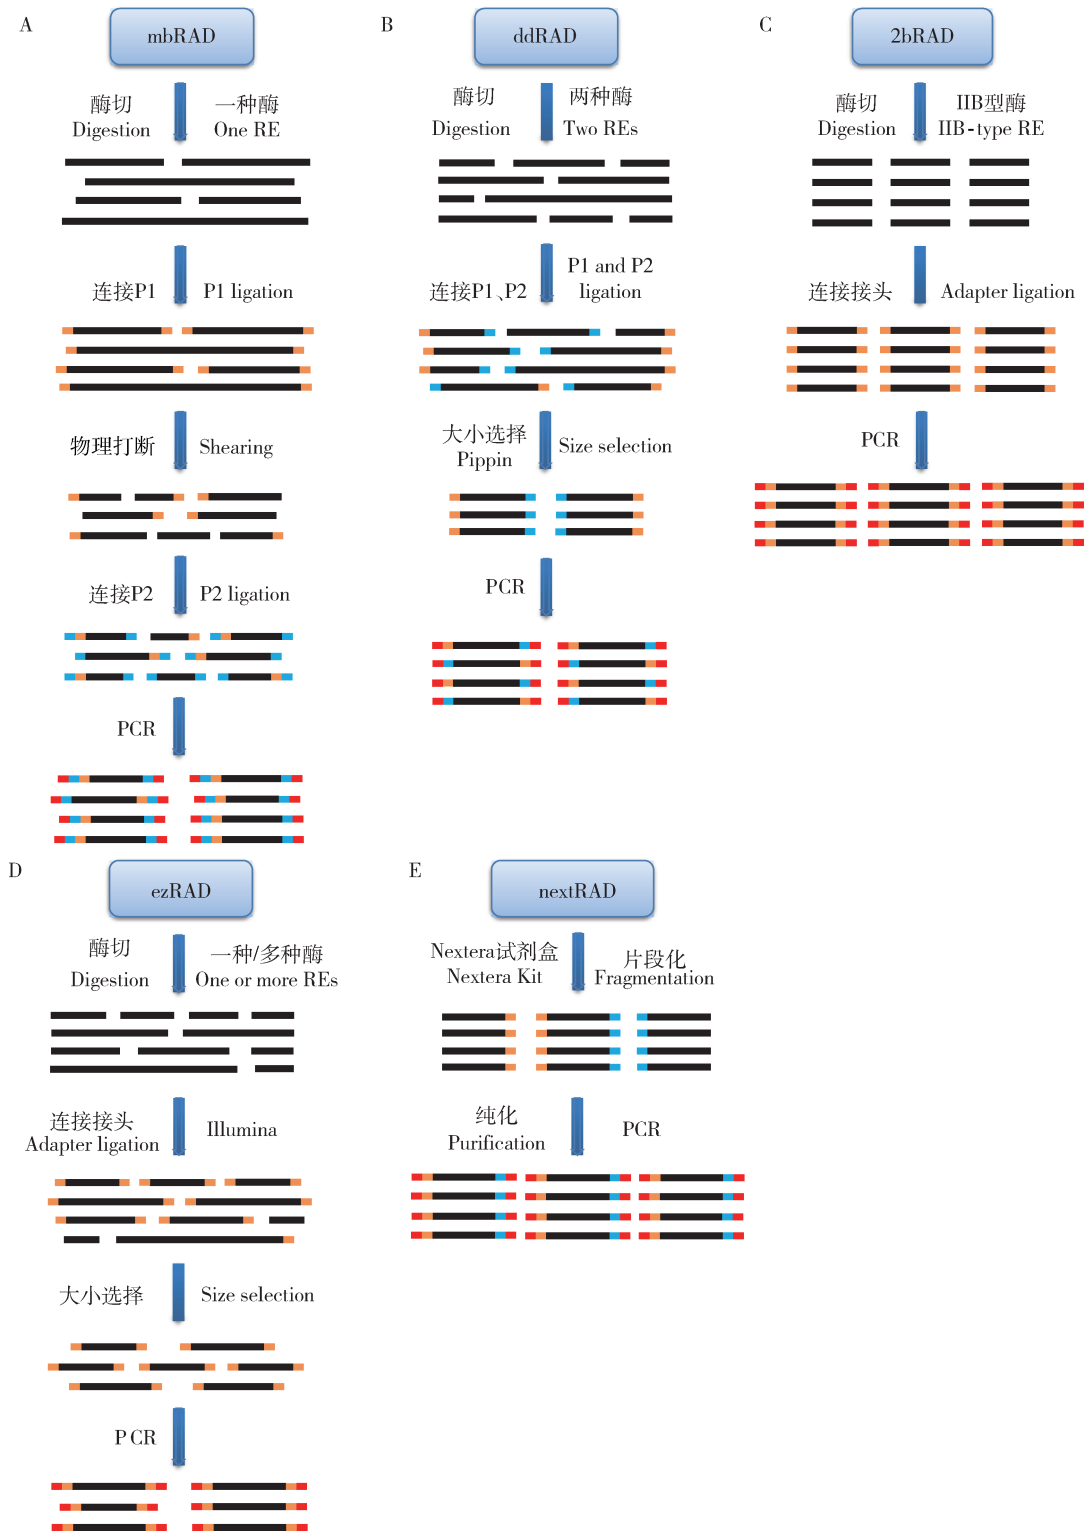 A
mbRAD
酶切
Digestion
一种酶
One RE
连接P1
P1 ligation
物理打断
Shearing
连接P2
P2 ligation
PCR
B
ddRAD
酶切
Digestion
两种酶
Two REs
连接P1、P2
P1 and P2
ligation
大小选择
Pippin
Size selection
PCR
C
2bRAD
酶切
Digestion
IIB型酶
IIB-type RE
连接接头
Adapter ligation
PCR
D
ezRAD
酶切
Digestion
一种/多种酶
One or more REs
连接接头
Adapter ligation
Illumina
大小选择
Size selection
PCR
E
nextRAD
Nextera试剂盒
Nextera Kit
片段化
Fragmentation
纯化
Purification
PCR